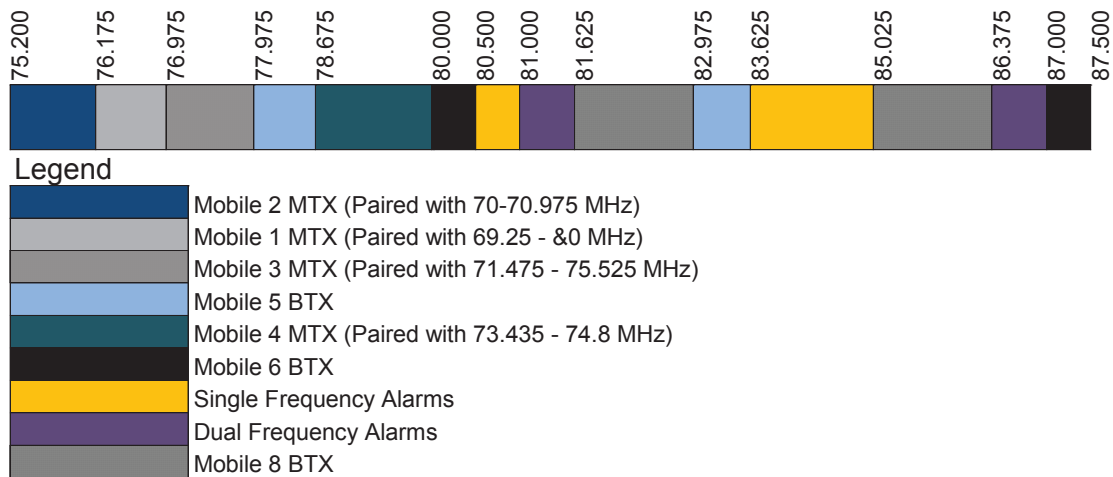 75.200
76.175
76.975
77.975
78.675
80.000
80.500
81.000
81.625
82.975
83.625
85.025
86.375
87.000
87.500
Legend
Mobile 2 MTX (Paired with 70-70.975 MHz)
Mobile 1 MTX (Paired with 69.25 - &0 MHz)
Mobile 3 MTX (Paired with 71.475 - 75.525 MHz)
Mobile 5 BTX
Mobile 4 MTX (Paired with 73.435 - 74.8 MHz)
Mobile 6 BTX
Single Frequency Alarms
Dual Frequency Alarms
Mobile 8 BTX